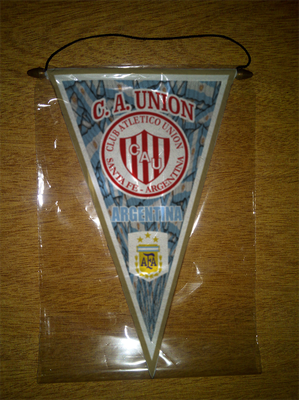 C. A. UNION
CLUB ATLETICO UNION
CAU
SANTA FE - ARGENTINA
ARGENTINA
AFA